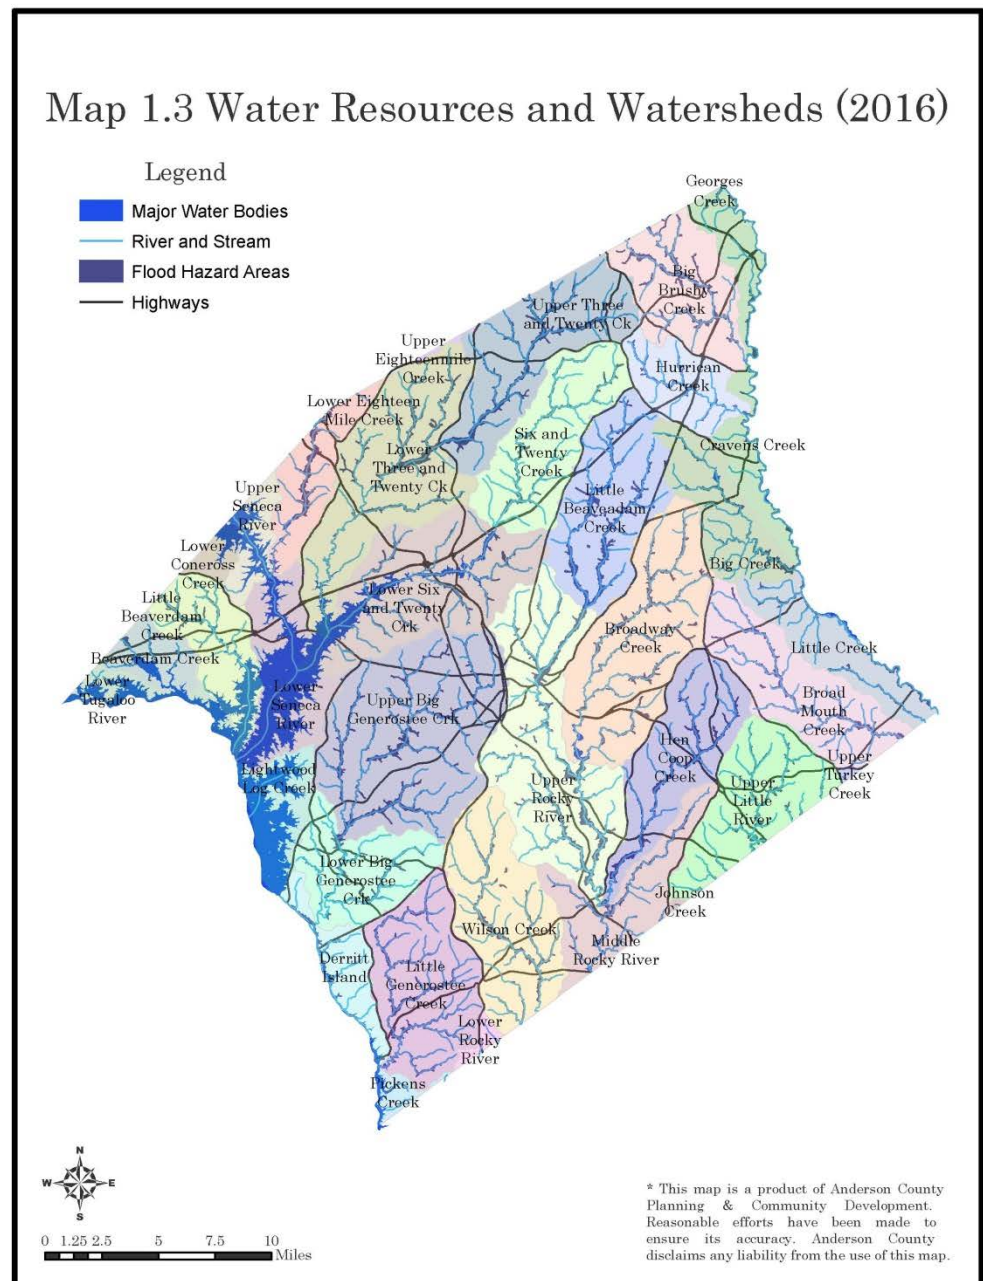 Map 1.3 Water Resources and Watersheds (2016)
Legend
Major Water Bodies
River and Stream
Flood Hazard Areas
Highways
Georges
Creek
Big
Brushy
Creek
Upper Three
and Twenty Ck
Upper
Eighteenmile
Creek
Hurrican
Creek
Lower Eighteen
Mile Creek
Six and
Twenty
Creek
Cravens Creek
Lower
Three and
Twenty Ck
Little
Beaveadam
Creek
Upper
Seneca
River
Lower
Coneross
Creek
Big Creek
Little
Beaverdam
Creek
Lower Six
and Twenty
Crk
Broadway
Creek
Little Creek
Beaverdam Creek
Lower
Tugaloo
River
Lower
Seneca
River
Upper Big
Generostee Crk
Broad
Mouth
Creek
Hen
Coop
Creek
Upper
Turkey
Creek
Lightwood
Log Creek
Upper
Rocky
River
Upper
Little
River
Lower Big
Generostee
Crk
Johnson
Creek
Wilson Creek
Middle
Rocky River
Derritt
Island
Little
Generostee
Creek
Lower
Rocky
River
Pickens
Creek
N
W E
S
0 1.25 2.5 5 7.5 10
Miles
* This map is a product of Anderson County
Planning & Community Development.
Reasonable efforts have been made to
ensure its accuracy. Anderson County
disclaims any liability from the use of this map.